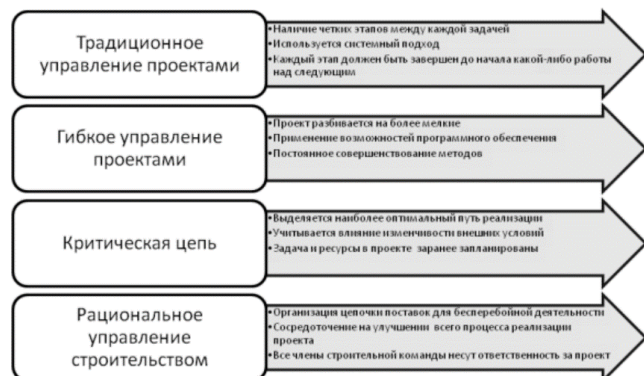 Традиционное
управление проектами
•Наличие четких этапов между каждой задачей
•Используется системный подход
•Каждый этап должен быть завершен до начала какой-либо работы
над следующим
Гибкое управление
проектами
•Проект разбивается на более мелкие
•Применение возможностей программного обеспечения
•Постоянное совершенствование методов
Критическая цепь
•Выделяется наиболее оптимальный путь реализации
•Учитывается влияние изменчивости внешних условий
•Задача и ресурсы в проекте заранее запланированы
Рациональное
управление
строительством
•Организация цепочки поставок для бесперебойной деятельности
•Сосредоточение на улучшении всего процесса реализации
проекта
•Все члены строительной команды несут ответственность за проект